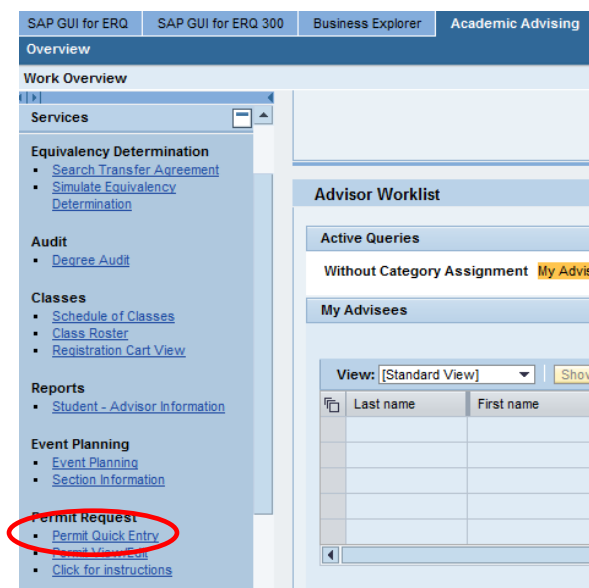 SAP GUI for ERQ SAP GUI for ERQ 300 Business Explorer Academic Advising
Overview
Work Overview
Services
Equivalency Determination
Search Transfer Agreement
Simulate Equivalency
Determination
Audit
Degree Audit
Classes
Schedule of Classes
Class Roster
Registration Cart View
Reports
Student - Advisor Information
Event Planning
Event Planning
Section Information
Permit Request
Permit Quick Entry
Permit View/Edit
Click for instructions
Advisor Worklist
Active Queries
Without Category Assignment My Advis
My Advisees
View: [Standard View] Show
Last name First name